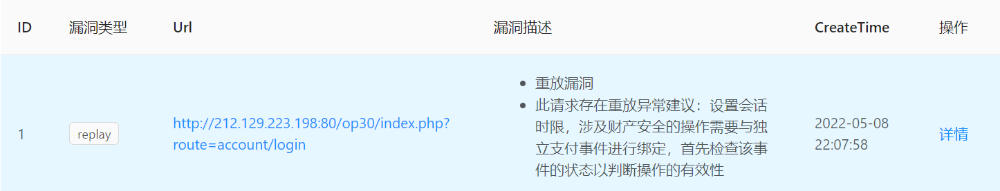 ID 漏洞类型 Url 漏洞描述 CreateTime 操作
1
replay
http://212.129.223.198:80/op30/index.php?
route=account/login
重放漏洞
此请求存在重放异常建议：设置会话
时限，涉及财产安全的操作需要与独
立支付事件进行绑定，首先检查该事
件的状态以判断操作的有效性
2022-05-08
22:07:58
详情